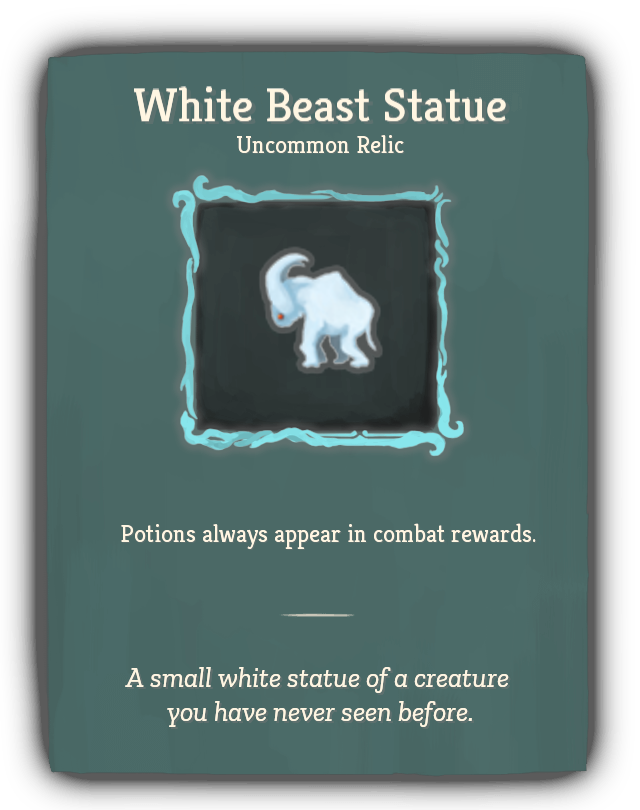 White Beast Statue
Uncommon Relic
Potions always appear in combat rewards.
A small white statue of a creature
you have never seen before.